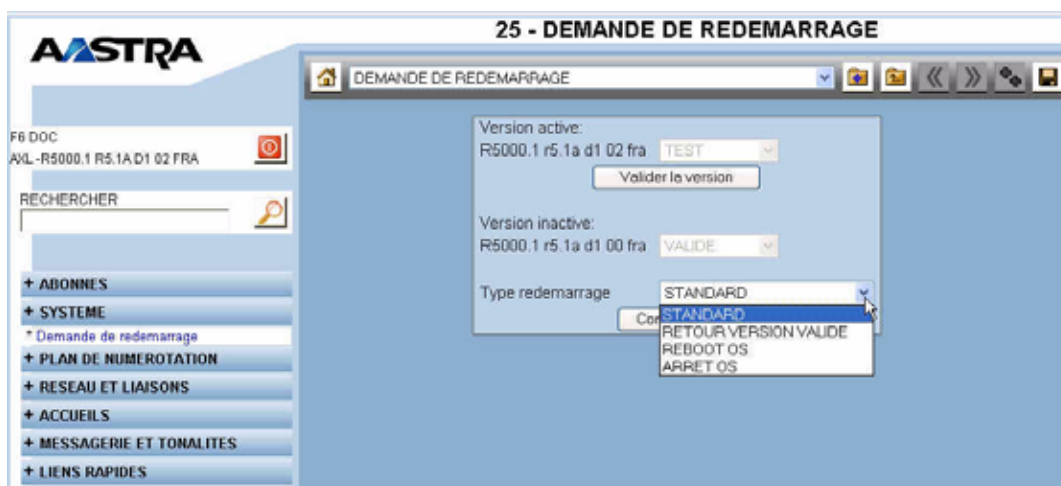 25 - DEMANDE DE REDEMARRAGE
AASTRA
DEMANDE DE REDEMARRAGE
F6 DOC
AXL -R5000.1 R5.1A D1 02 FRA
RECHERCHER
+ ABONNES
+ SYSTEME
* Demande de redemarrage
+ PLAN DE NUMEROTATION
+ RESEAU ET LIAISONS
+ ACCUEILS
+ MESSAGERIE ET TONALITES
+ LIENS RAPIDES
Version active:
R5000.1 r5.1a d1 02 fra TEST
Valider la version
Version inactive:
R5000.1 r5.1a d1 00 fra VALIDE
Type redemarrage STANDARD
STANDARD
RETOUR VERSION VALIDE
REBOOT OS
ARRET OS